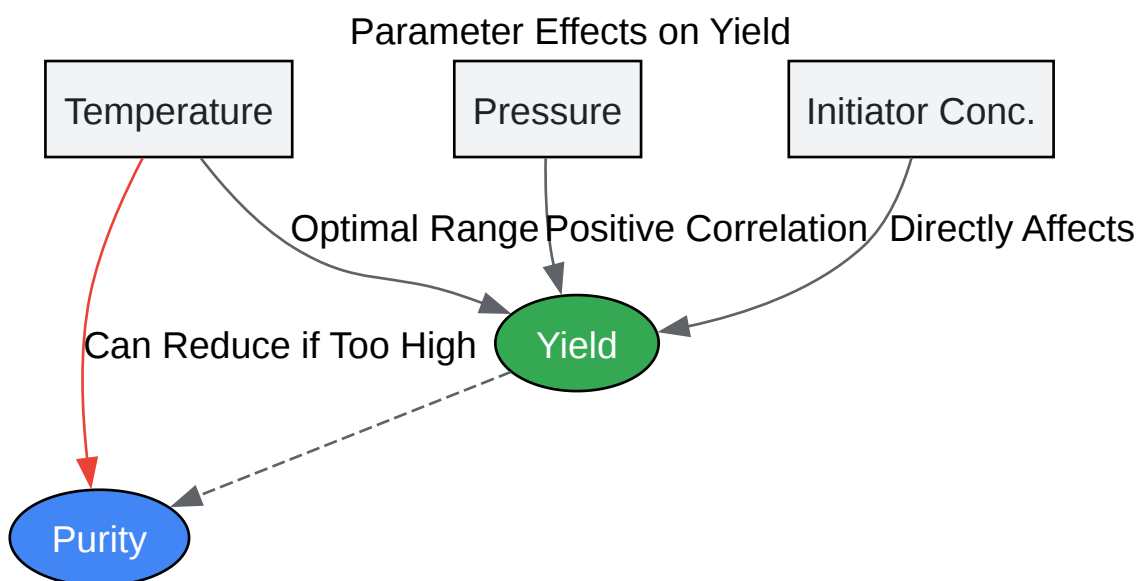 Parameter Effects on Yield
Temperature
Pressure
Initiator Conc.
Optimal Range
Positive Correlation
Directly Affects
Can Reduce if Too High
Yield
Purity